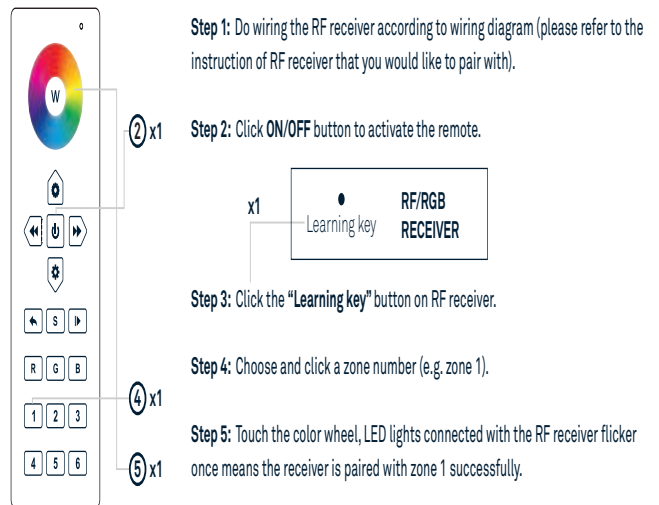 Step 1: Do wiring the RF receiver according to wiring diagram (please refer to the
instruction of RF receiver that you would like to pair with).
W
② x1
Step 2: Click ON/OFF button to activate the remote.
x1
Learning key
RF/RGB
RECEIVER
Step 3: Click the “Learning key” button on RF receiver.
S
R G B
Step 4: Choose and click a zone number (e.g. zone 1).
④ x1
1 2 3
Step 5: Touch the color wheel, LED lights connected with the RF receiver flicker
once means the receiver is paired with zone 1 successfully.
4 5 6
⑤ x1